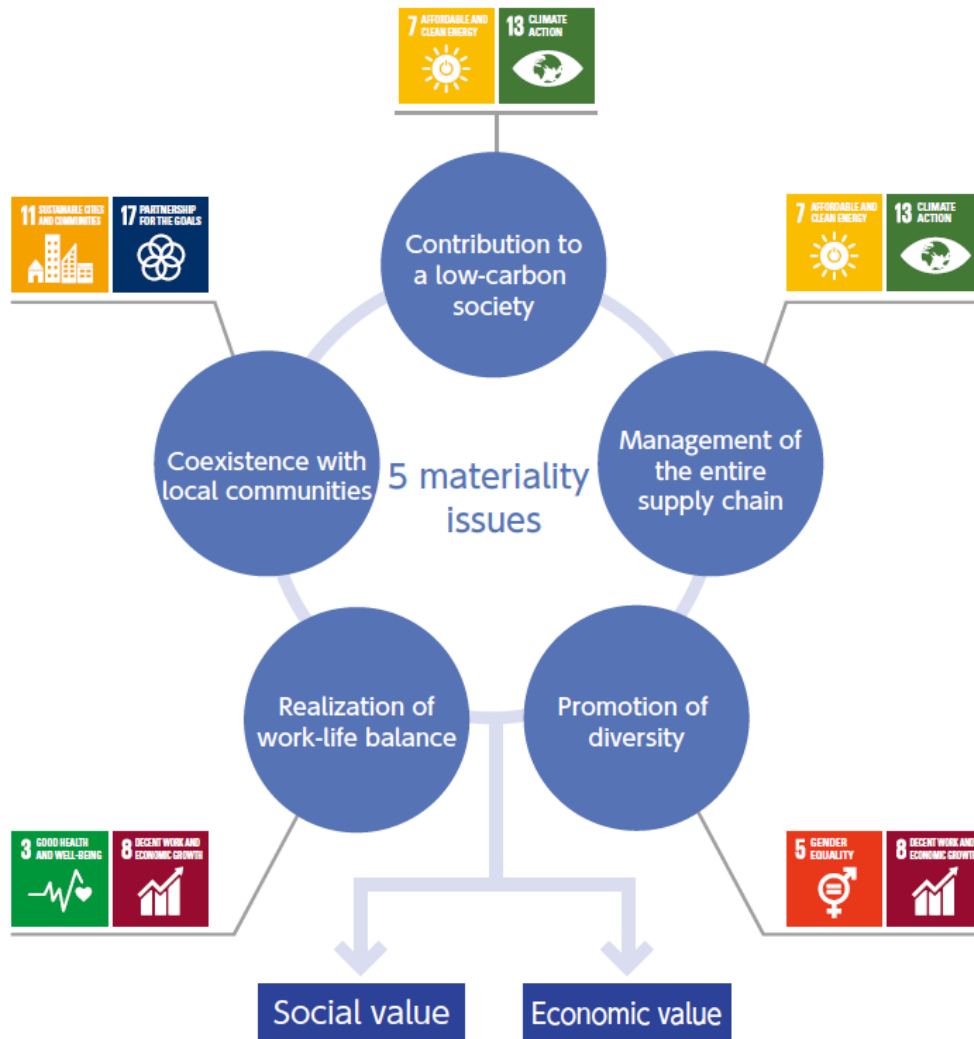 7 AFFORDABLE AND
CLEAN ENERGY
13 CLIMATE
ACTION
11 SUSTAINABLE CITIES
AND COMMUNITIES
17 PARTNERSHIP
FOR THE GOALS
7 AFFORDABLE AND
CLEAN ENERGY
13 CLIMATE
ACTION
Contribution to
a low-carbon
society
Coexistence with
local communities
5 materiality
issues
Management of
the entire
supply chain
Realization of
work-life balance
Promotion of
diversity
3 GOOD HEALTH
AND WELL-BEING
8 DECENT WORK AND
ECONOMIC GROWTH
5 GENDER
EQUALITY
8 DECENT WORK AND
ECONOMIC GROWTH
Social value
Economic value